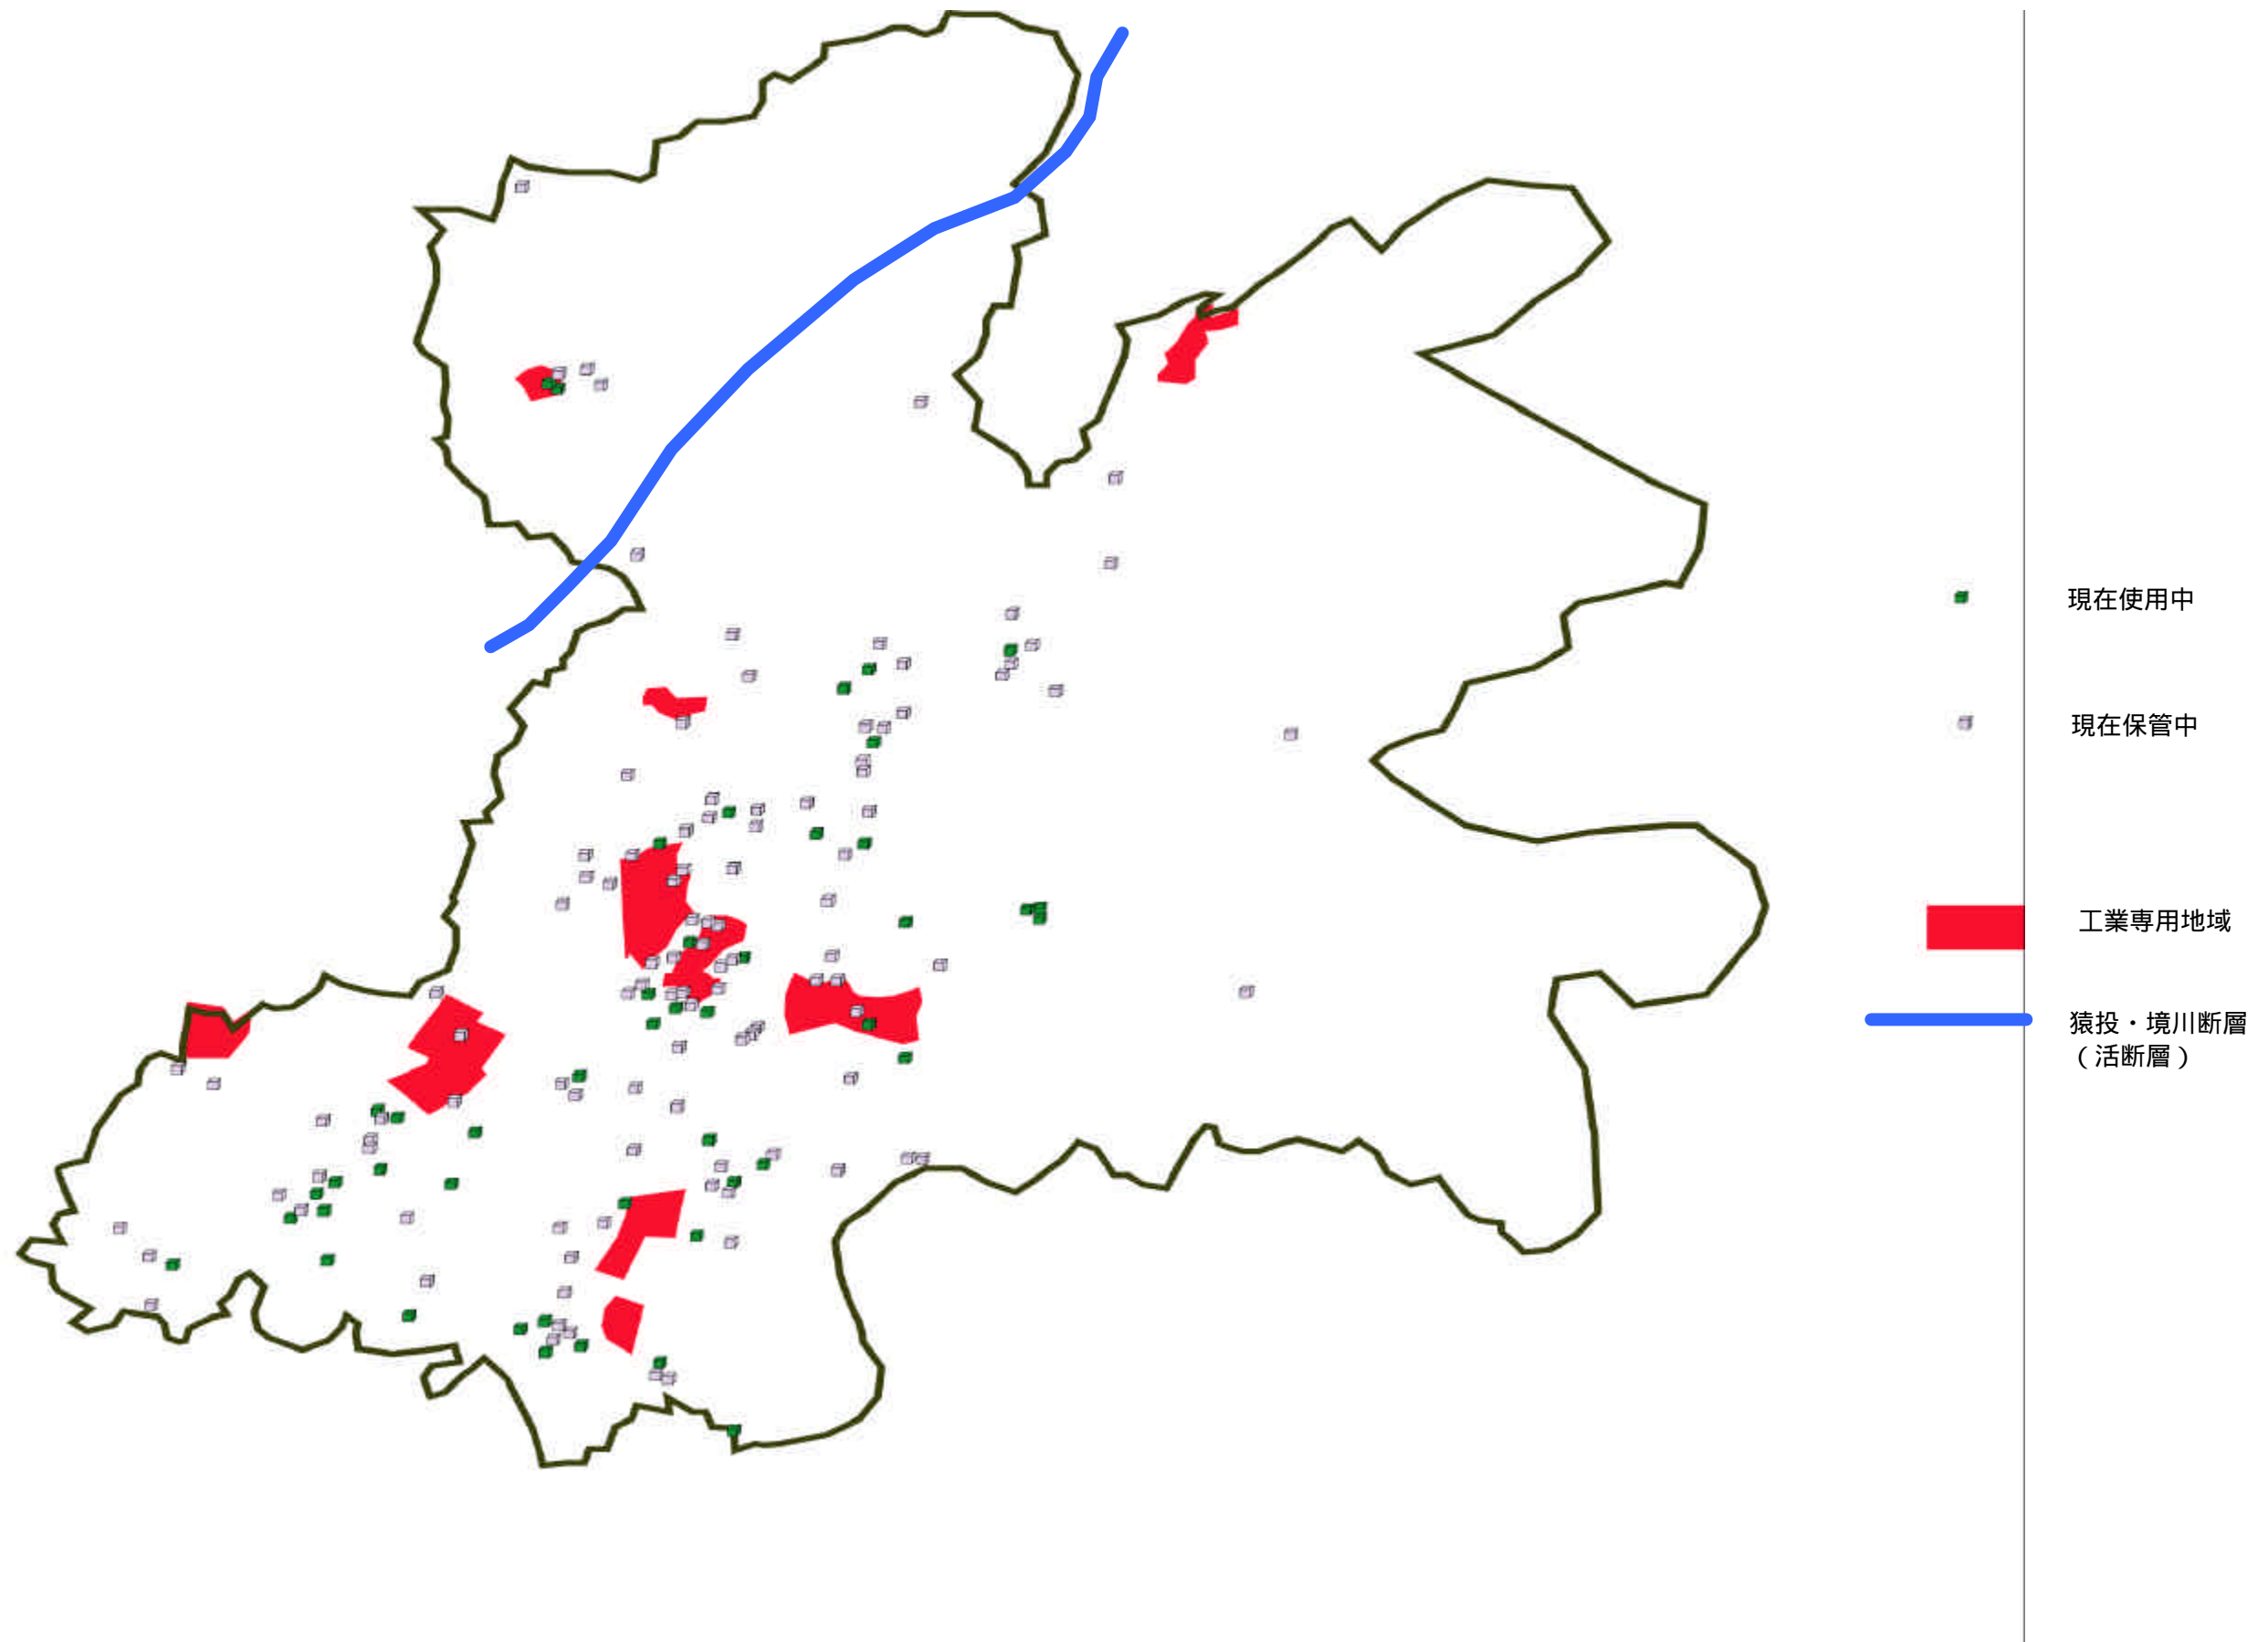 現在使用中
現在保管中
工業専用地域
猿投・境川断層
（活断層）